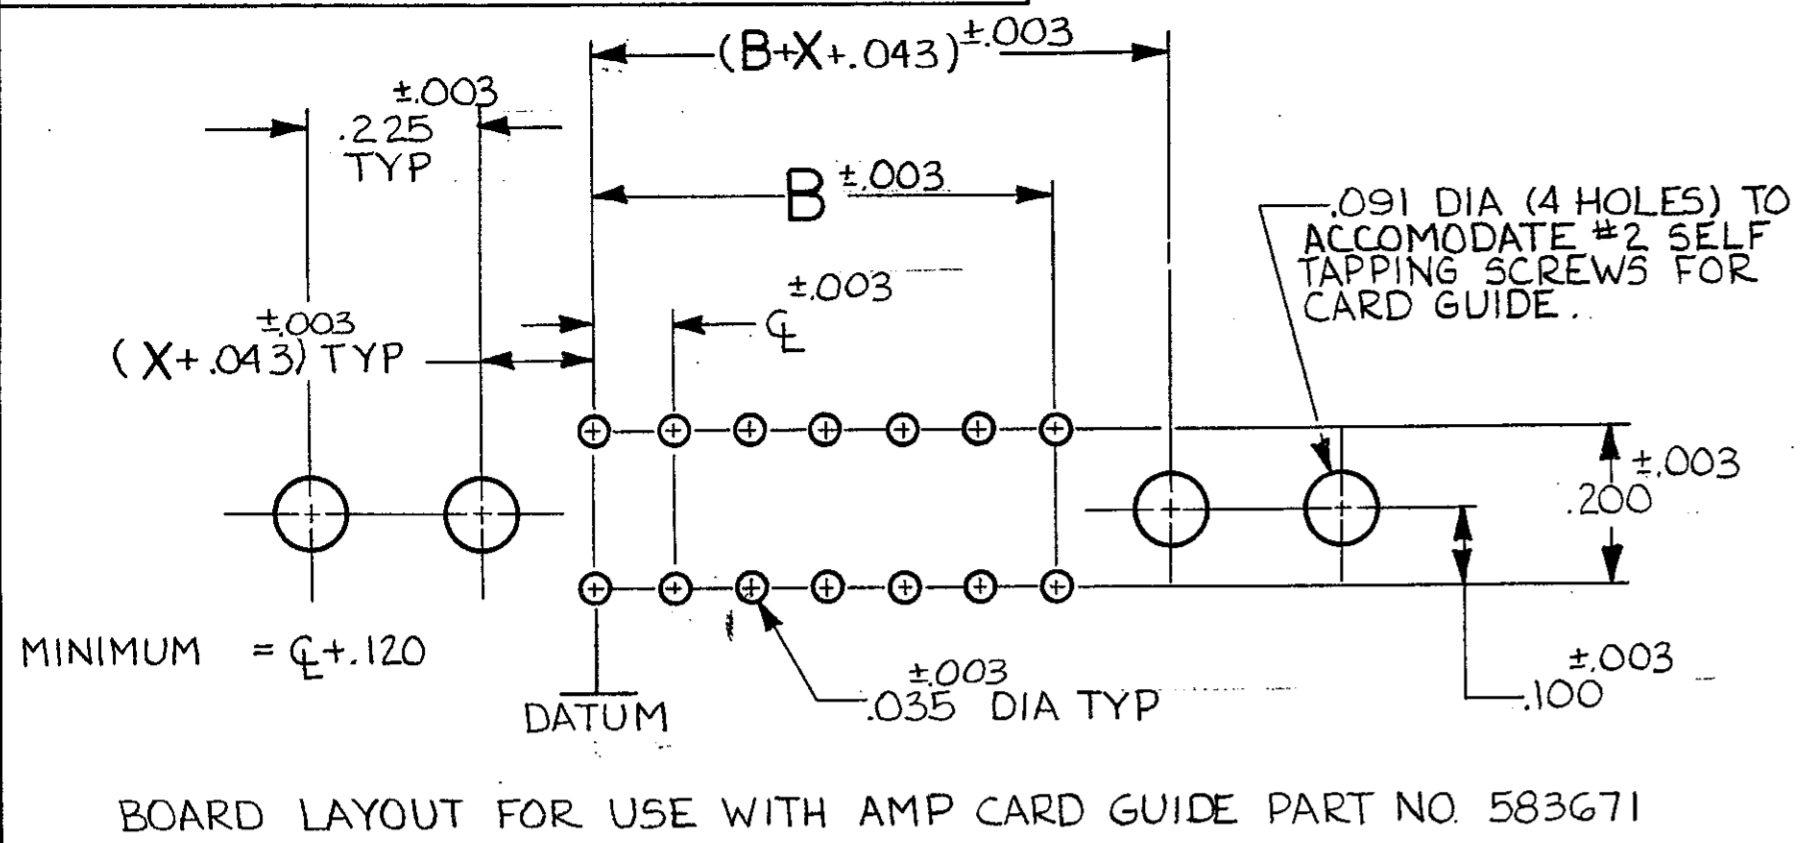 (B+X+.043) ±.003
±.003
.225
TYP
B ±.003
.091 DIA (4 HOLES) TO
ACCOMODATE #2 SELF
TAPPING SCREWS FOR
CARD GUIDE.
±.003
℄
±.003
(X+.043) TYP
±.003
.200
MINIMUM = ℄+.120
±.003
.035 DIA TYP
±.003
.100
DATUM
BOARD LAYOUT FOR USE WITH AMP CARD GUIDE PART NO. 583671